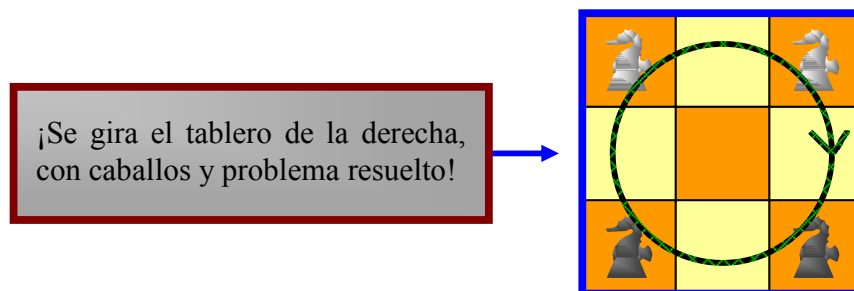 ¡Se gira el tablero de la derecha,
con caballos y problema resuelto!